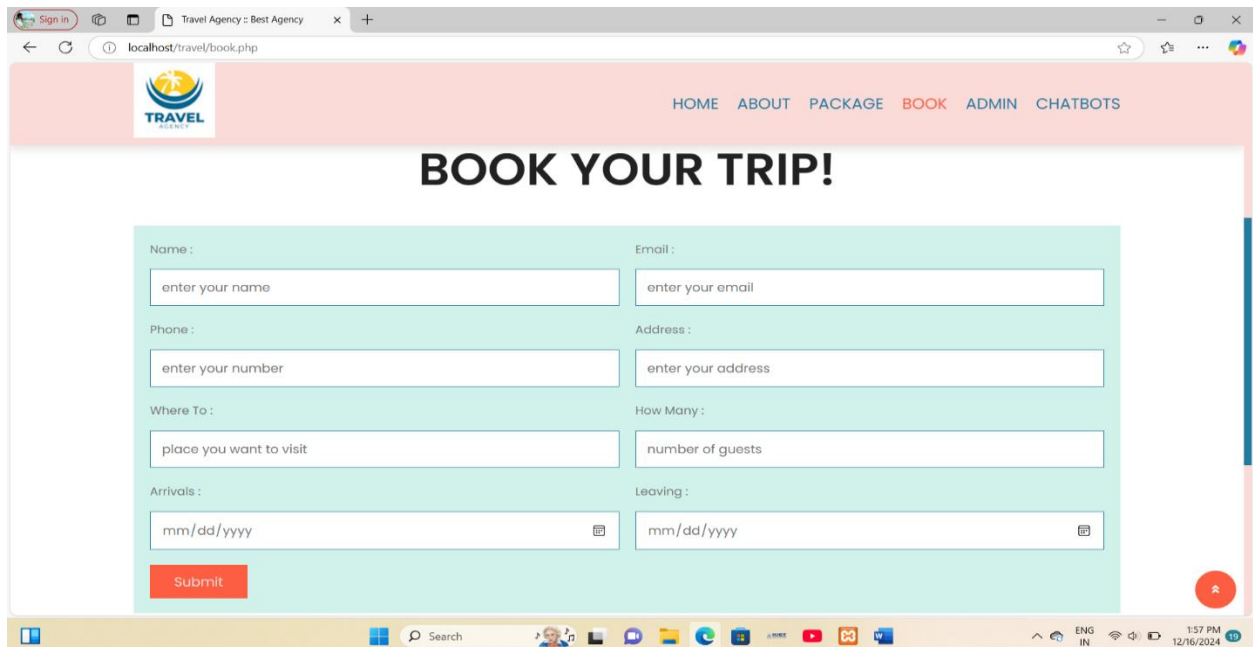 Sign in
Travel Agency :: Best Agency
localhost/travel/book.php
TRAVEL
AGENCY
HOME ABOUT PACKAGE BOOK ADMIN CHATBOTS
BOOK YOUR TRIP!
Name : Email :
enter your name enter your email
Phone : Address :
enter your number enter your address
Where To : How Many :
place you want to visit number of guests
Arrivals : Leaving :
mm/dd/yyyy mm/dd/yyyy
Submit
Search
ENG
IN
1:57 PM
12/16/2024
19